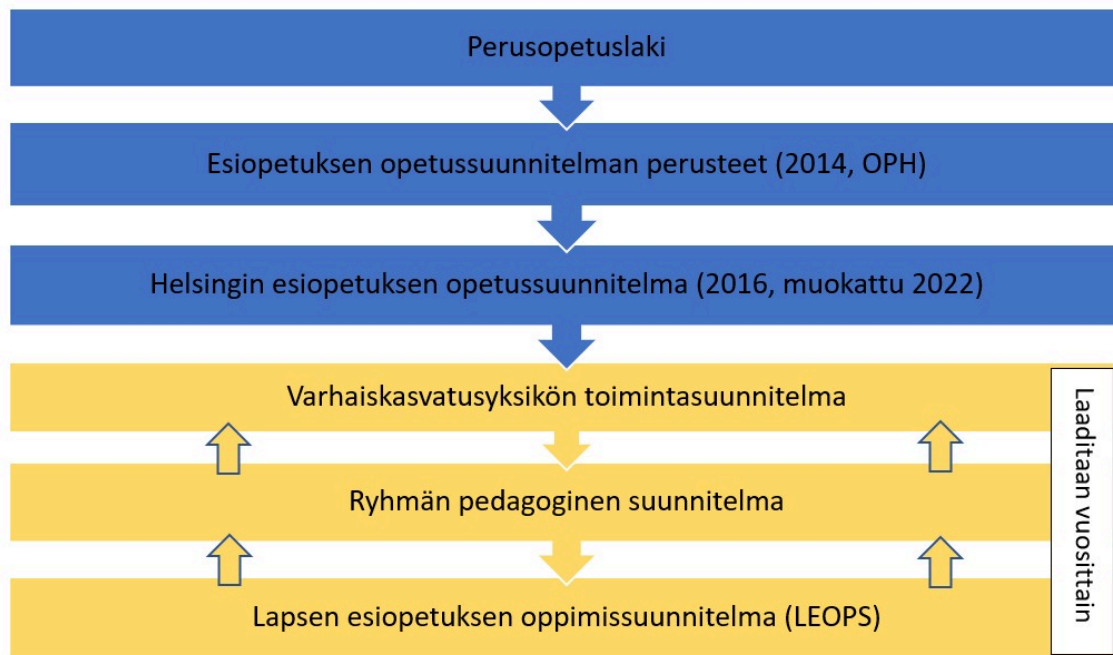 Perusopetuslaki
Esiopetuksen opetussuunnitelman perusteet (2014, OPH)
Helsingin esiopetuksen opetussuunnitelma (2016, muokattu 2022)
Varhaiskasvatusyksikön toimintasuunnitelma
Ryhmän pedagoginen suunnitelma
Lapsen esiopetuksen oppimissuunnitelma (LEOPS)
Laaditaan vuosittain